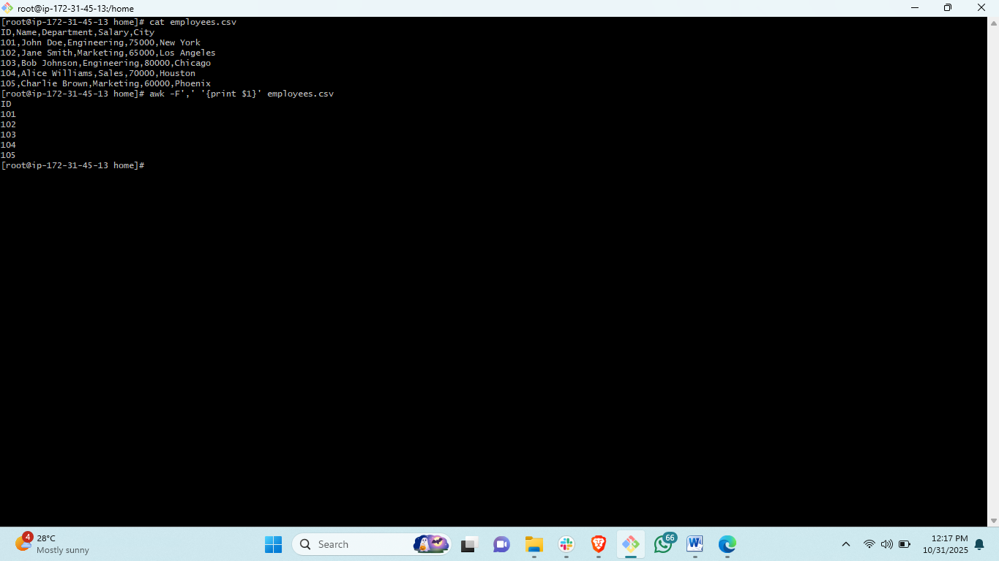 root@ip-172-31-45-13:/home
[root@ip-172-31-45-13 home]# cat employees.csv
ID,Name,Department,Salary,City
101,John Doe,Engineering,75000,New York
102,Jane Smith,Marketing,65000,Los Angeles
103,Bob Johnson,Engineering,80000,Chicago
104,Alice Williams,Sales,70000,Houston
105,Charlie Brown,Marketing,60000,Phoenix
[root@ip-172-31-45-13 home]# awk -F',' '{print $1}' employees.csv
ID
101
102
103
104
105
[root@ip-172-31-45-13 home]#
4
28°C
Mostly sunny
Search
66
W
12:17 PM
10/31/2025